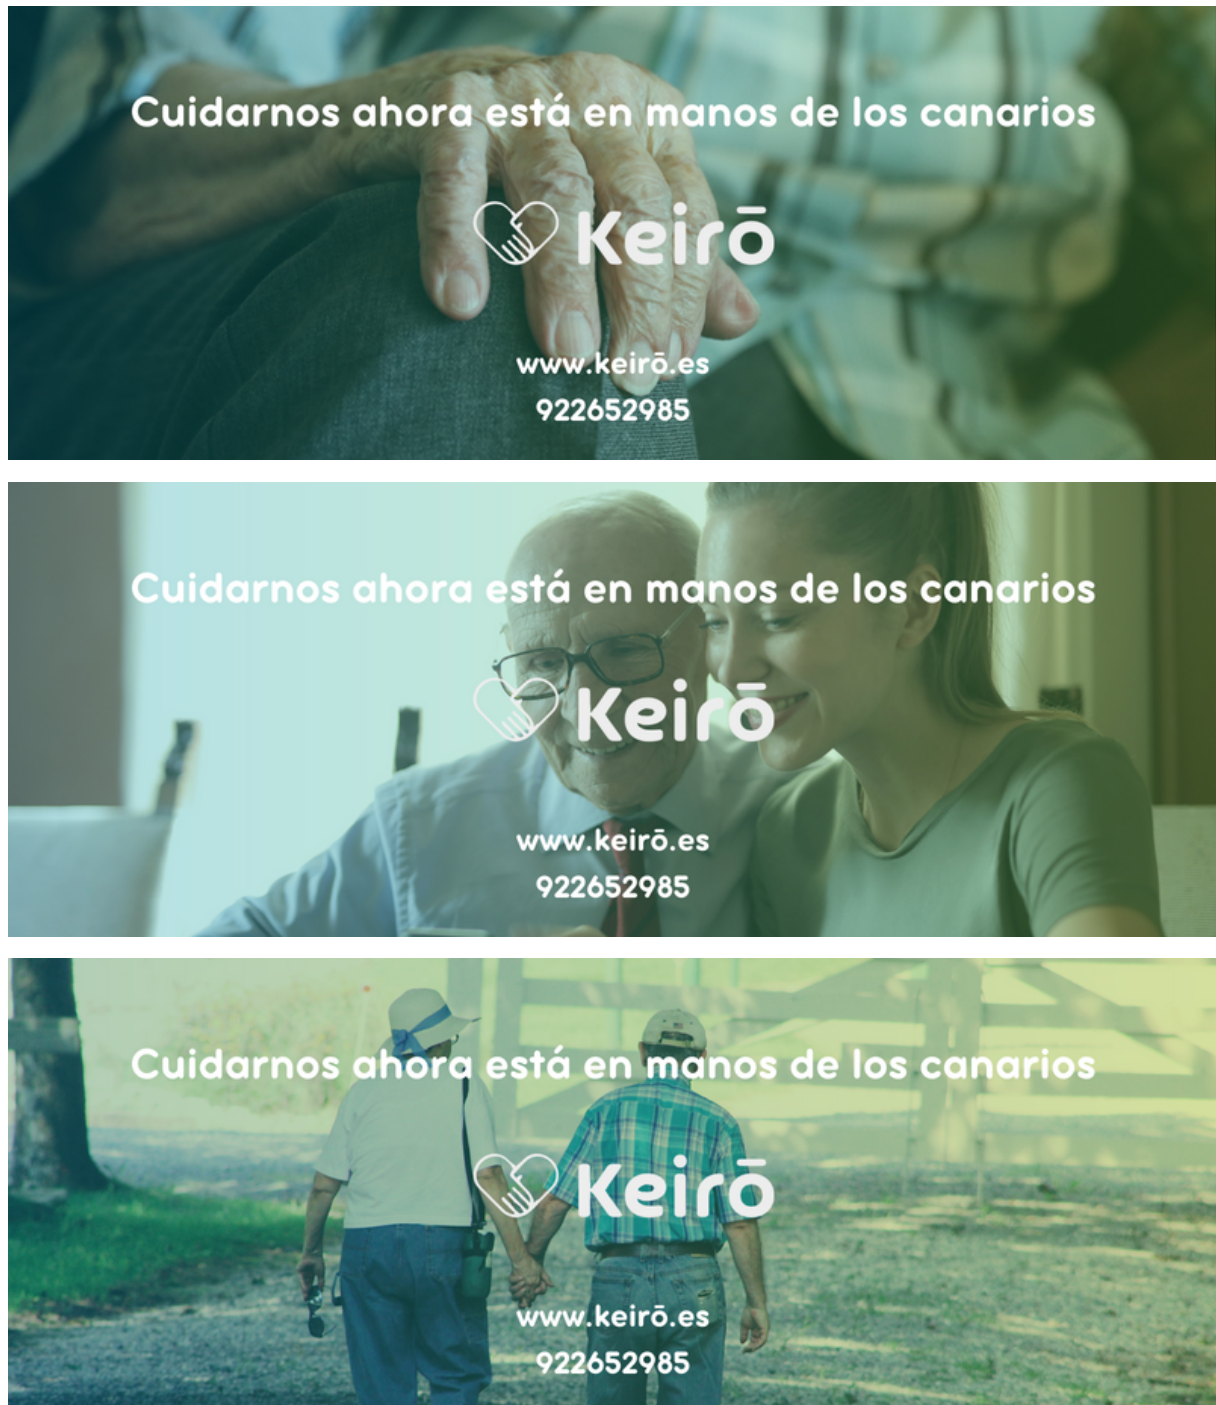 Cuidarnos ahora está en manos de los canarios
Keirō
www.keirō.es
922652985
Cuidarnos ahora está en manos de los canarios
Keirō
www.keirō.es
922652985
Cuidarnos ahora está en manos de los canarios
Keirō
www.keirō.es
922652985